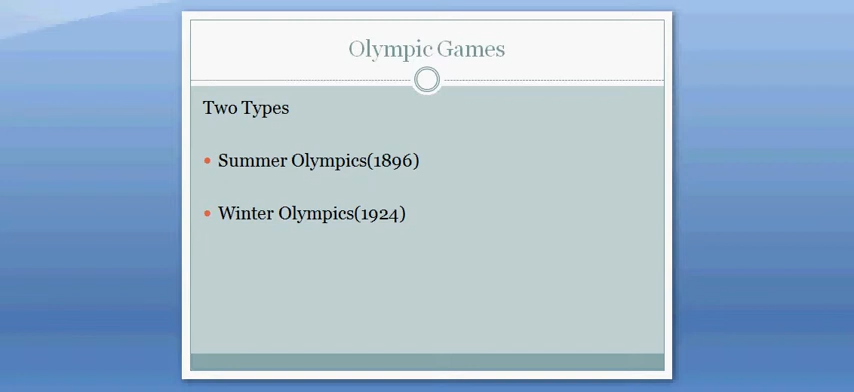 Olympic Games
Two Types
• Summer Olympics(1896)
• Winter Olympics(1924)